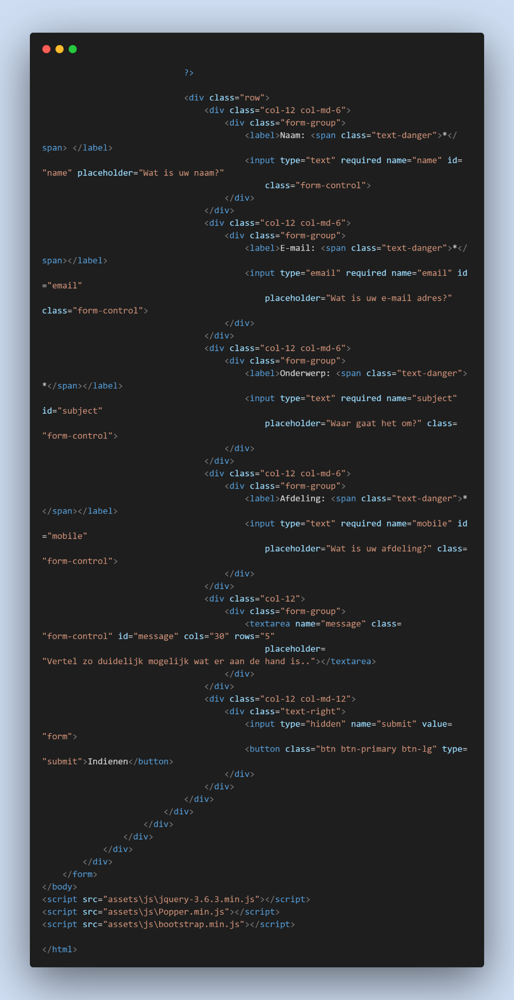 ?>
<div class="row">
<div class="col-12 col-md-6">
<div class="form-group">
<label>Naam: <span class="text-danger">*</
span> </label>
<input type="text" required name="name" id=
"name" placeholder="Wat is uw naam?"
class="form-control">
</div>
</div>
<div class="col-12 col-md-6">
<div class="form-group">
<label>E-mail: <span class="text-danger">*</
span></label>
<input type="email" required name="email" id
="email"
placeholder="Wat is uw e-mail adres?"
class="form-control">
</div>
</div>
<div class="col-12 col-md-6">
<div class="form-group">
<label>Onderwerp: <span class="text-danger">
*</span></label>
<input type="text" required name="subject"
id="subject"
placeholder="Waar gaat het om?" class=
"form-control">
</div>
</div>
<div class="col-12 col-md-6">
<div class="form-group">
<label>Afdeling: <span class="text-danger">*
</span></label>
<input type="text" required name="mobile" id
="mobile"
placeholder="Wat is uw afdeling?" class=
"form-control">
</div>
</div>
<div class="col-12">
<div class="form-group">
<textarea name="message" class=
"form-control" id="message" cols="30" rows="5"
placeholder=
"Vertel zo duidelijk mogelijk wat er aan de hand is.."></textarea>
</div>
</div>
<div class="col-12 col-md-12">
<div class="text-right">
<input type="hidden" name="submit" value=
"form">
<button class="btn btn-primary btn-lg" type=
"submit">Indienen</button>
</div>
</div>
</div>
</div>
</div>
</div>
</div>
</div>
</form>
</body>
<script src="assets\js\jquery-3.6.3.min.js"></script>
<script src="assets\js\Popper.min.js"></script>
<script src="assets\js\bootstrap.min.js"></script>
</html>